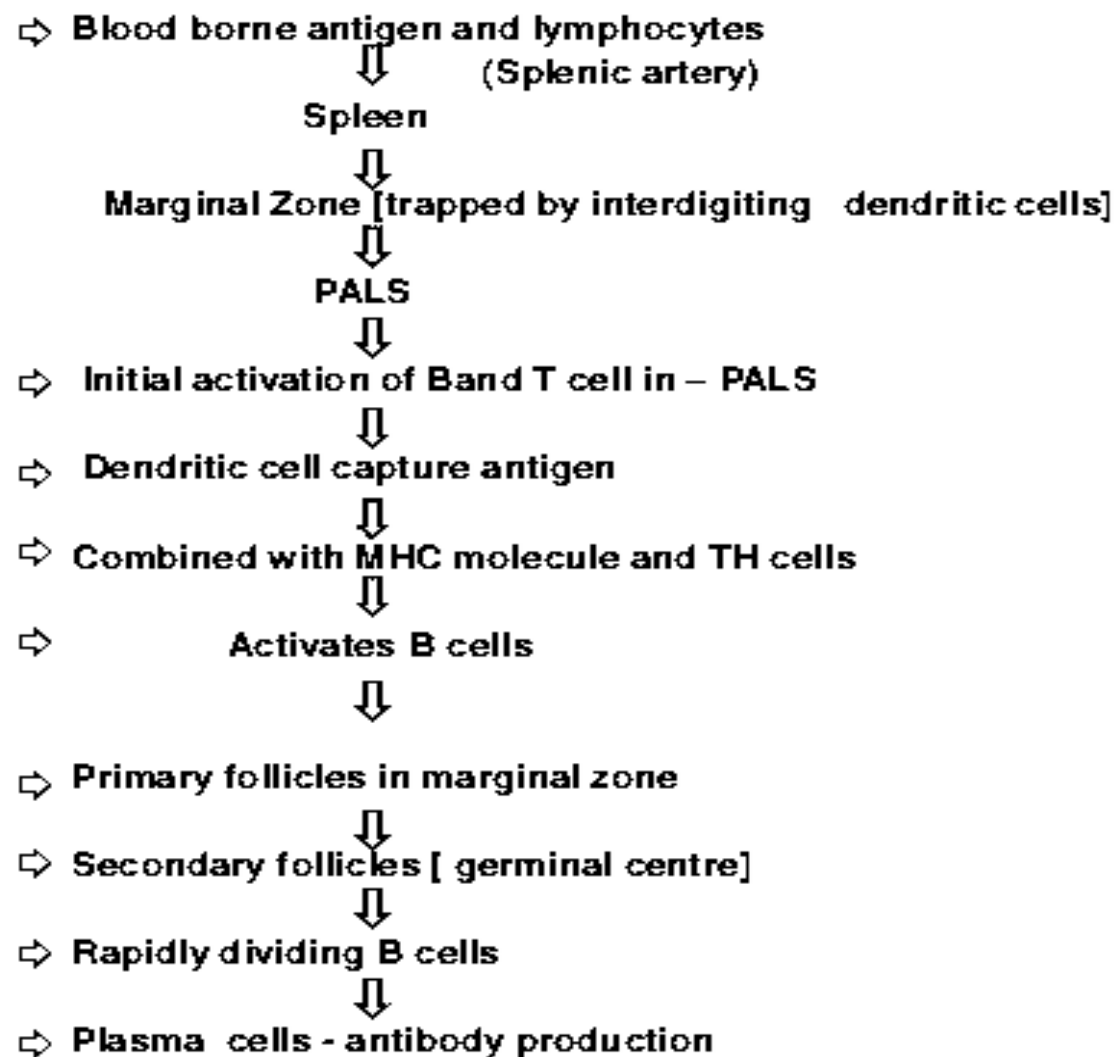 ⇨ Blood borne antigen and lymphocytes
(Splenic artery)
Spleen
Marginal Zone [trapped by interdigiting dendritic cells]
PALS
⇨ Initial activation of Band T cell in – PALS
⇨ Dendritic cell capture antigen
⇨ Combined with MHC molecule and TH cells
⇨ Activates B cells
⇨ Primary follicles in marginal zone
⇨ Secondary follicles [ germinal centre]
⇨ Rapidly dividing B cells
⇨ Plasma cells - antibody production